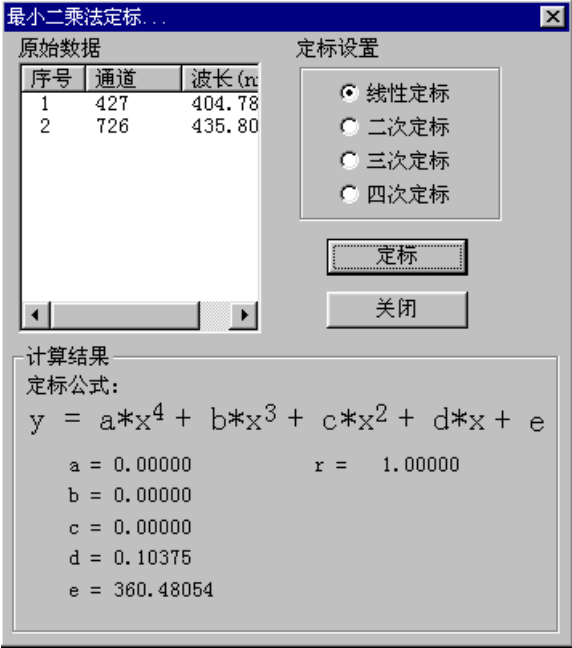 最小二乘法定标...
原始数据
序号 通道 波长(n
1 427 404.78
2 726 435.80
定标设置
线性定标
二次定标
三次定标
四次定标
定标
关闭
计算结果
定标公式:
y = a*x⁴ + b*x³ + c*x² + d*x + e
a = 0.00000 r = 1.00000
b = 0.00000
c = 0.00000
d = 0.10375
e = 360.48054